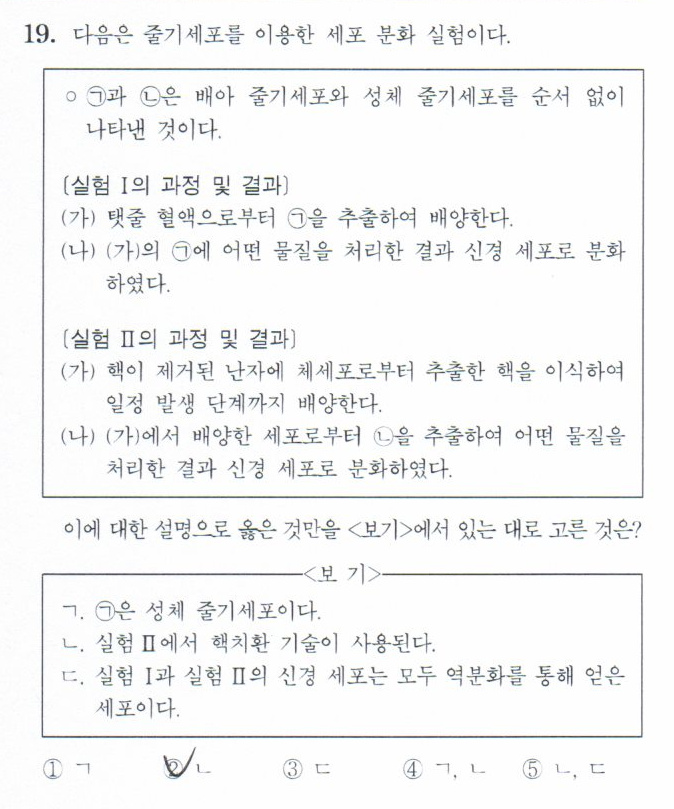 19. 다음은 줄기세포를 이용한 세포 분화 실험이다.
○ ㉠과 ㉡은 배아 줄기세포와 성체 줄기세포를 순서 없이
나타낸 것이다.
〔실험 Ⅰ의 과정 및 결과〕
(가) 탯줄 혈액으로부터 ㉠을 추출하여 배양한다.
(나) (가)의 ㉠에 어떤 물질을 처리한 결과 신경 세포로 분화
하였다.
〔실험 Ⅱ의 과정 및 결과〕
(가) 핵이 제거된 난자에 체세포로부터 추출한 핵을 이식하여
일정 발생 단계까지 배양한다.
(나) (가)에서 배양한 세포로부터 ㉡을 추출하여 어떤 물질을
처리한 결과 신경 세포로 분화하였다.
이에 대한 설명으로 옳은 것만을 <보기>에서 있는 대로 고른 것은?
<보 기>
ㄱ. ㉠은 성체 줄기세포이다.
ㄴ. 실험 Ⅱ에서 핵치환 기술이 사용된다.
ㄷ. 실험 Ⅰ과 실험 Ⅱ의 신경 세포는 모두 역분화를 통해 얻은
세포이다.
① ㄱ ② ㄴ ③ ㄷ ④ ㄱ, ㄴ ⑤ ㄴ, ㄷ